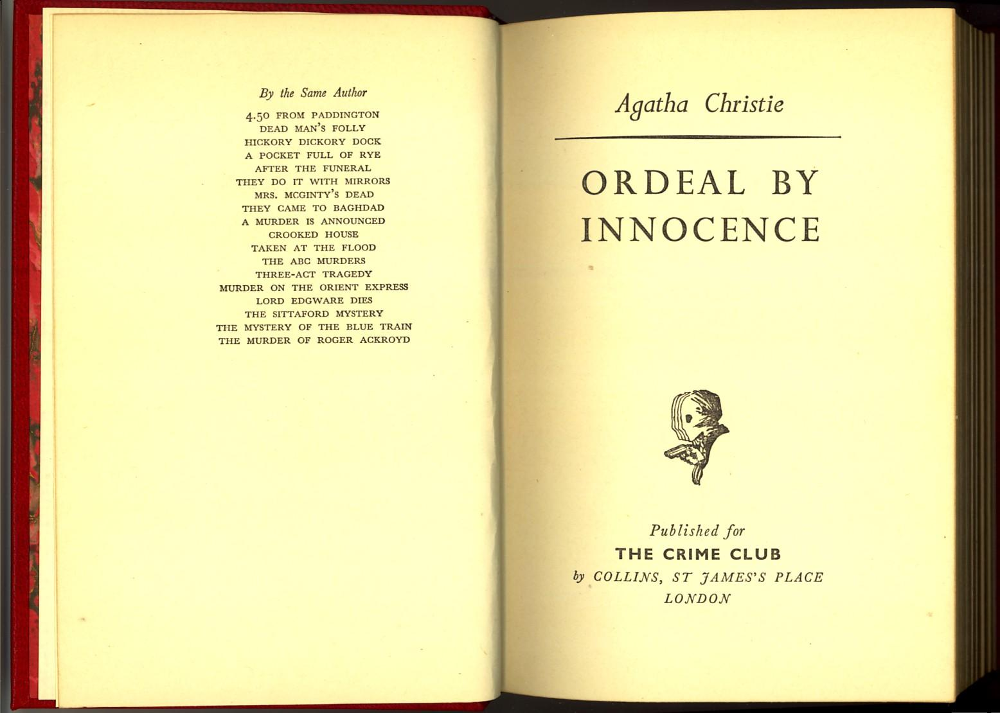 By the Same Author
4.50 FROM PADDINGTON
DEAD MAN'S FOLLY
HICKORY DICKORY DOCK
A POCKET FULL OF RYE
AFTER THE FUNERAL
THEY DO IT WITH MIRRORS
MRS. MCGINTY'S DEAD
THEY CAME TO BAGHDAD
A MURDER IS ANNOUNCED
CROOKED HOUSE
TAKEN AT THE FLOOD
THE ABC MURDERS
THREE-ACT TRAGEDY
MURDER ON THE ORIENT EXPRESS
LORD EDGWARE DIES
THE SITTAFORD MYSTERY
THE MYSTERY OF THE BLUE TRAIN
THE MURDER OF ROGER ACKROYD
Agatha Christie
ORDEAL BY
INNOCENCE
Published for
THE CRIME CLUB
by COLLINS, ST JAMES'S PLACE
LONDON